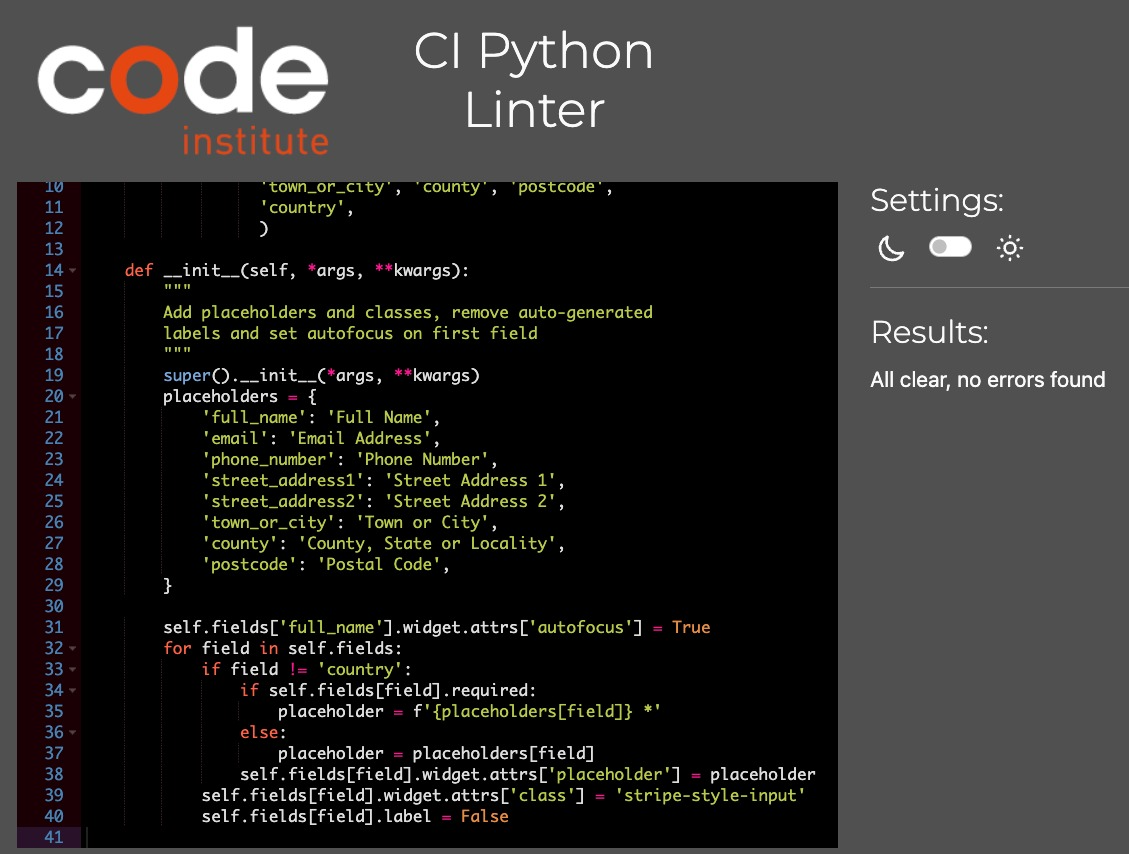 code
institute
CI Python
Linter
10 'town_or_city', 'county', 'postcode',
11 'country',
12 )
13
14 def __init__(self, *args, **kwargs):
15 """
16 Add placeholders and classes, remove auto-generated
17 labels and set autofocus on first field
18 """
19 super().__init__(*args, **kwargs)
20 placeholders = {
21 'full_name': 'Full Name',
22 'email': 'Email Address',
23 'phone_number': 'Phone Number',
24 'street_address1': 'Street Address 1',
25 'street_address2': 'Street Address 2',
26 'town_or_city': 'Town or City',
27 'county': 'County, State or Locality',
28 'postcode': 'Postal Code',
29 }
30
31 self.fields['full_name'].widget.attrs['autofocus'] = True
32 for field in self.fields:
33 if field != 'country':
34 if self.fields[field].required:
35 placeholder = f'{placeholders[field]} *'
36 else:
37 placeholder = placeholders[field]
38 self.fields[field].widget.attrs['placeholder'] = placeholder
39 self.fields[field].widget.attrs['class'] = 'stripe-style-input'
40 self.fields[field].label = False
41
Settings:
Results:
All clear, no errors found